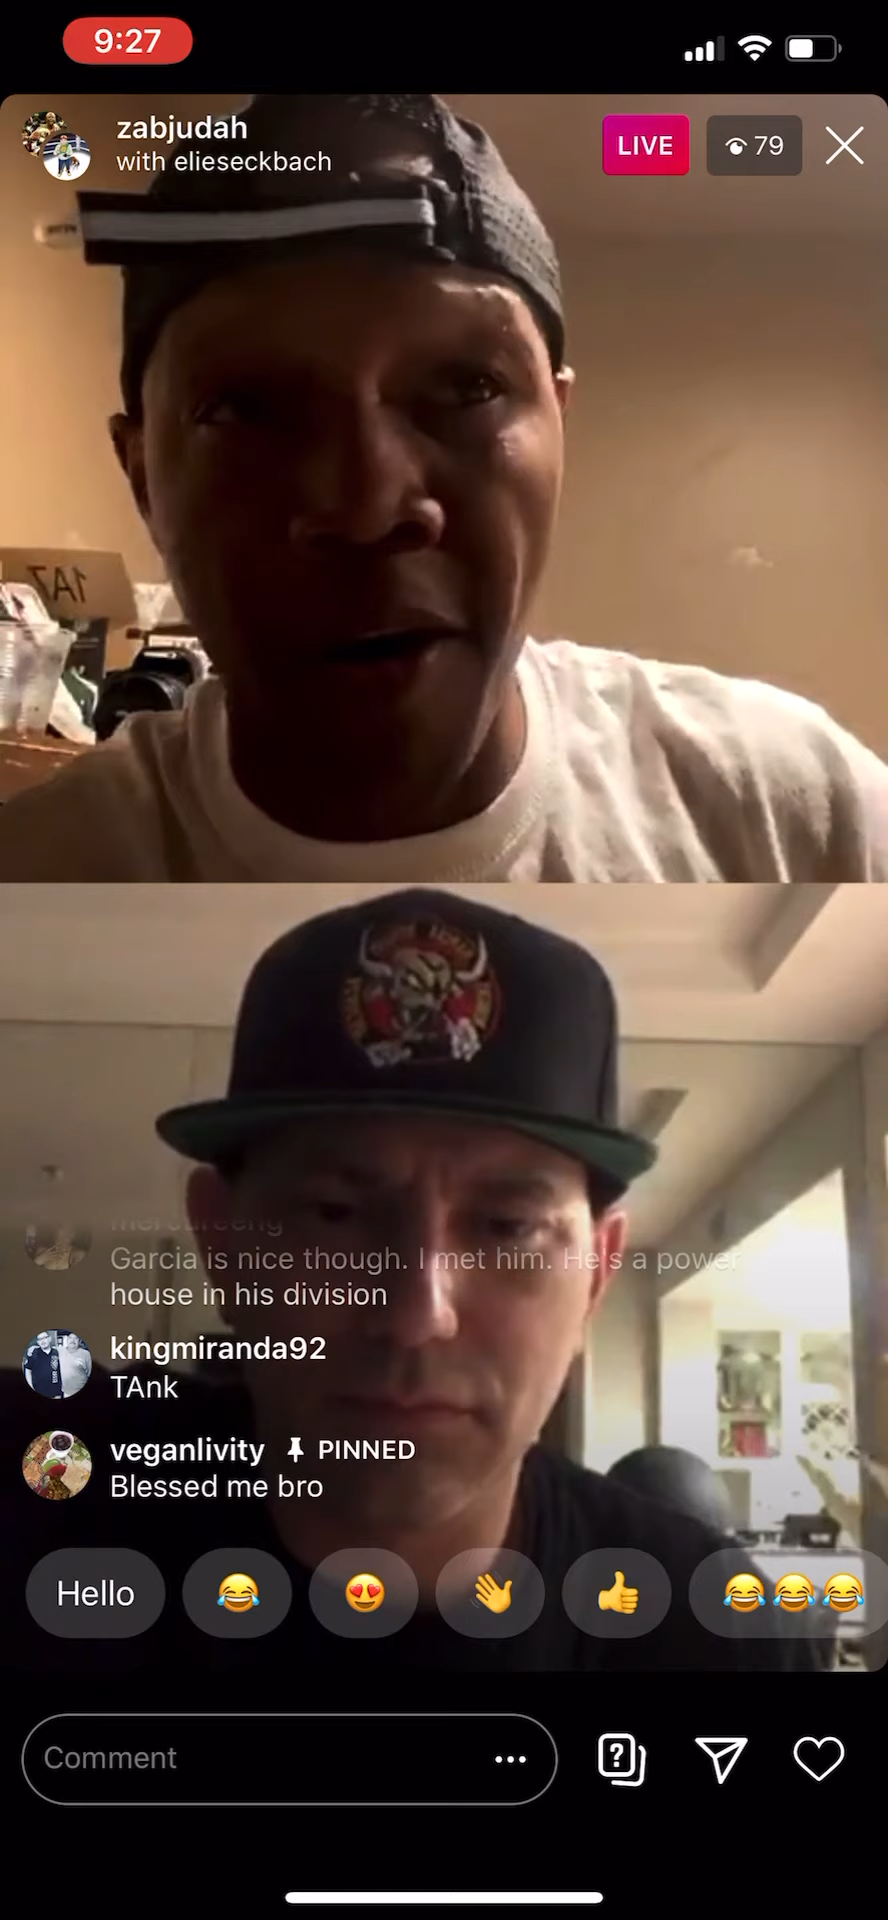 9:27
zabjudah
with elieseckbach
LIVE
79
1A7
Garcia is nice though. I met him. He's a power
house in his division
kingmiranda92
TAnk
veganlivity PINNED
Blessed me bro
Hello 😂 😍 👋 👍 😂😂😂
Comment